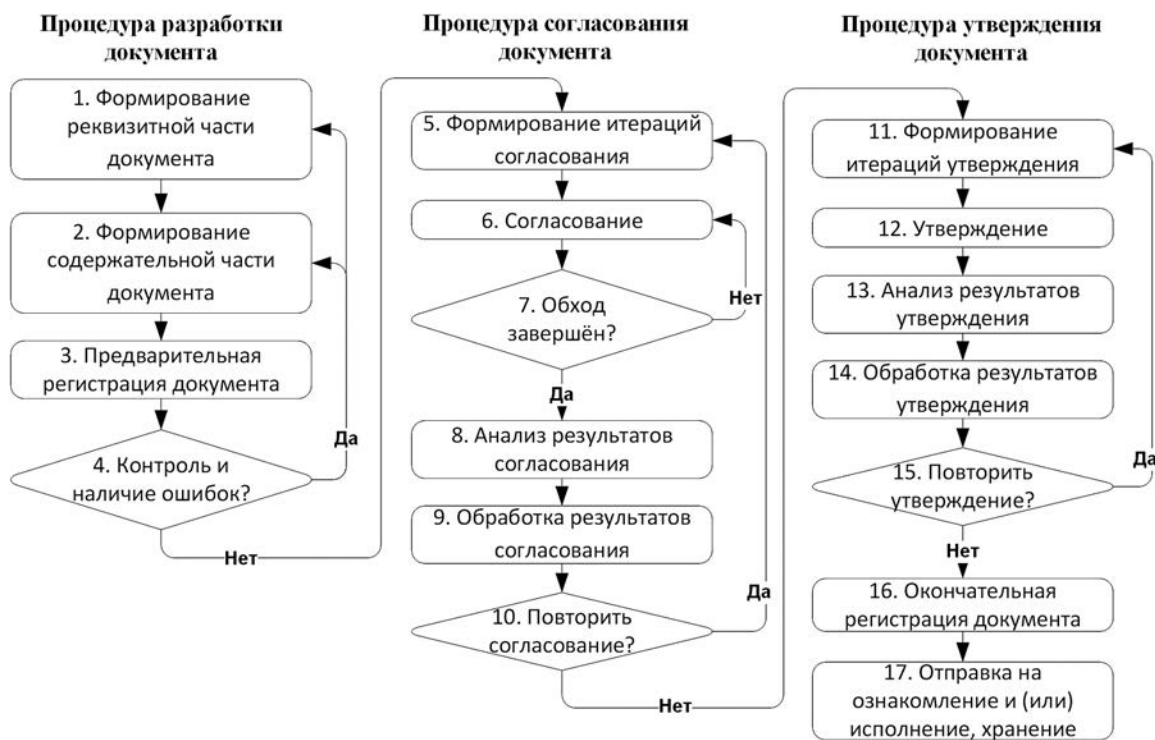 Процедура разработки
документа
1. Формирование
реквизитной части
документа
2. Формирование
содержательной части
документа
3. Предварительная
регистрация документа
Да
4. Контроль и
наличие ошибок?
Нет
Процедура согласования
документа
5. Формирование итераций
согласования
6. Согласование
Нет
7. Обход
завершён?
Да
8. Анализ результатов
согласования
9. Обработка результатов
согласования
Да
10. Повторить
согласование?
Нет
Процедура утверждения
документа
11. Формирование
итераций утверждения
12. Утверждение
13. Анализ результатов
утверждения
14. Обработка результатов
утверждения
Да
15. Повторить
утверждение?
Нет
16. Окончательная
регистрация документа
17. Отправка на
ознакомление и (или)
исполнение, хранение